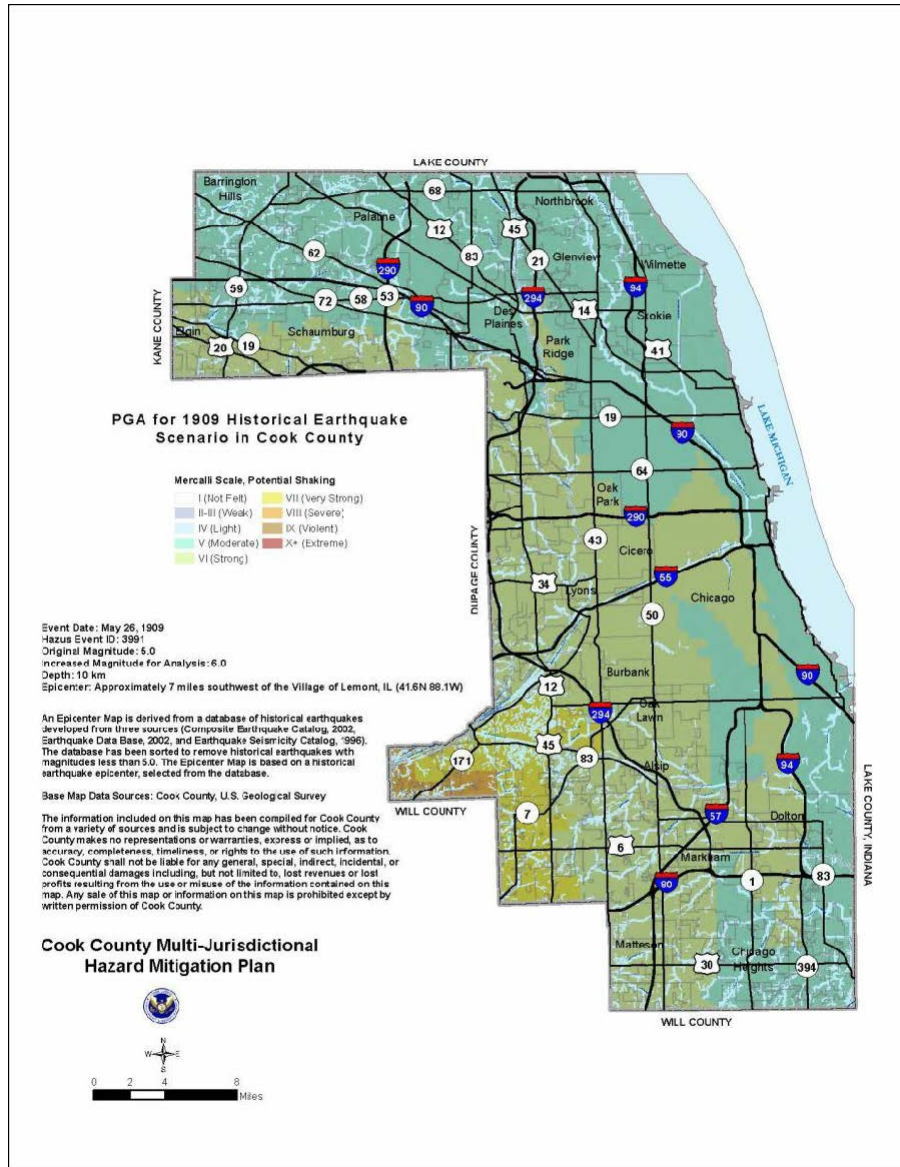 LAKE COUNTY
Barrington
Hills
68
Northbrook
Palatine
12
45
62
83
21
Glenview
290
Wilmette
59
KANE COUNTY
72
58
53
90
294
94
Des
Plaines
14
Skokie
Elgin
Schaumburg
20
19
Park
Ridge
41
PGA for 1909 Historical Earthquake
Scenario in Cook County
19
90
LAKE MICHIGAN
Mercalli Scale, Potential Shaking
I (Not Felt)
II-III (Weak)
IV (Light)
V (Moderate)
VI (Strong)
VII (Very Strong)
VIII (Severe)
IX (Violent)
X+ (Extreme)
64
Oak
Park
290
43
Cicero
DUPAGE COUNTY
34
Lyons
55
Chicago
50
Event Date: May 26, 1909
Hazus Event ID: 3991
Original Magnitude: 5.0
Increased Magnitude for Analysis: 6.0
Depth: 10 km
Epicenter: Approximately 7 miles southwest of the Village of Lemont, IL (41.6N 88.1W)
Burbank
12
90
294
Oak
Lawn
An Epicenter Map is derived from a database of historical earthquakes
developed from three sources (Composite Earthquake Catalog, 2002,
Earthquake Data Base, 2002, and Earthquake Seismicity Catalog, 1996).
The database has been sorted to remove historical earthquakes with
magnitudes less than 5.0. The Epicenter Map is based on a historical
earthquake epicenter, selected from the database.
45
171
83
Alsip
94
Base Map Data Sources: Cook County, U.S. Geological Survey
WILL COUNTY
LAKE COUNTY, INDIANA
7
57
Dolton
The information included on this map has been compiled for Cook County
from a variety of sources and is subject to change without notice. Cook
County makes no representations or warranties, express or implied, as to
accuracy, completeness, timeliness, or rights to the use of such information.
Cook County shall not be liable for any general, special, indirect, incidental, or
consequential damages including, but not limited to, lost revenues or lost
profits resulting from the use or misuse of the information contained on this
map. Any sale of this map or information on this map is prohibited except by
written permission of Cook County.
6
Markham
80
1
83
Cook County Multi-Jurisdictional
Hazard Mitigation Plan
Matteson
30
Chicago
Heights
394
WILL COUNTY
N
W
E
S
0
2
4
8
Miles